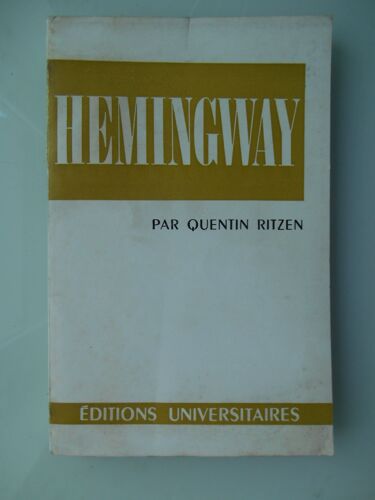 HEMINGWAY
PAR QUENTIN RITZEN
ÉDITIONS UNIVERSITAIRES